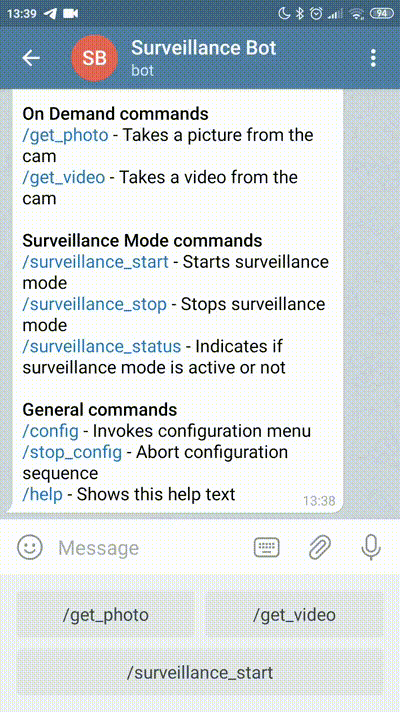 13:39
94
SB
Surveillance Bot
bot
On Demand commands
/get_photo - Takes a picture from the
cam
/get_video - Takes a video from the
cam
Surveillance Mode commands
/surveillance_start - Starts surveillance
mode
/surveillance_stop - Stops surveillance
mode
/surveillance_status - Indicates if
surveillance mode is active or not
General commands
/config - Invokes configuration menu
/stop_config - Abort configuration
sequence
/help - Shows this help text
13:38
Message
/get_photo
/get_video
/surveillance_start